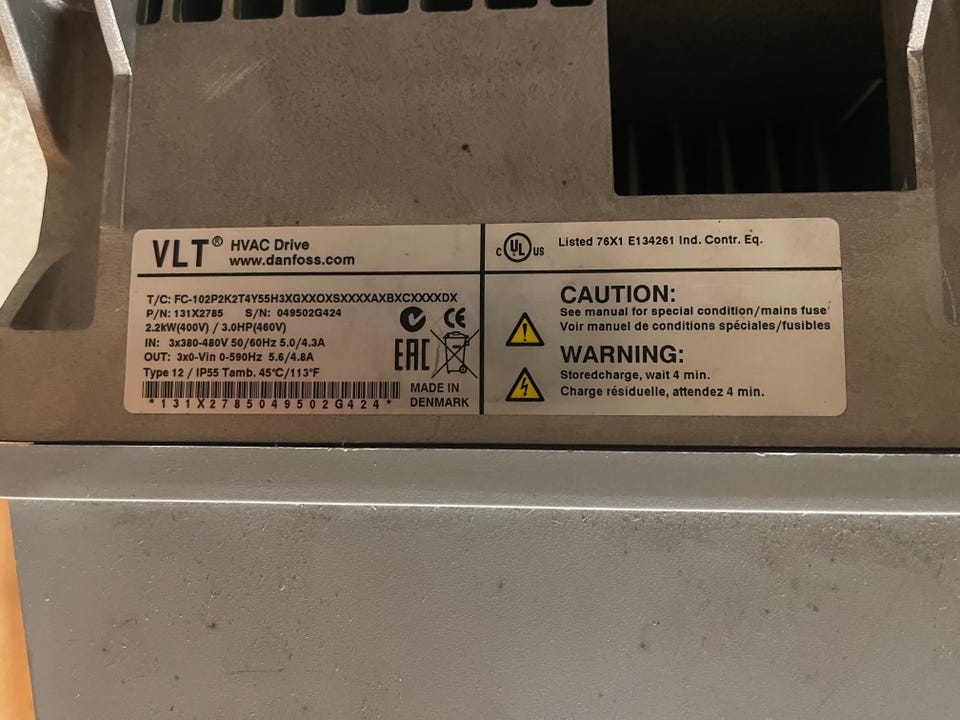 VLT® HVAC Drive
www.danfoss.com
T/C: FC-102P2K2T4Y55H3XGXXOXSXXXXAXBXCXXXXDX
P/N: 131X2785 S/N: 049502G424
2.2kW(400V) / 3.0HP(460V)
IN: 3x380-480V 50/60Hz 5.0/4.3A
OUT: 3x0-Vin 0-590Hz 5.6/4.8A
Type 12 / IP55 Tamb. 45°C/113°F
*131X2785049502G424*
CE
EAC
MADE IN
DENMARK
C UL US Listed 76X1 E134261 Ind. Contr. Eq.
CAUTION:
See manual for special condition/mains fuse
Voir manuel de conditions spéciales/fusibles
WARNING:
Storedcharge, wait 4 min.
Charge résiduelle, attendez 4 min.